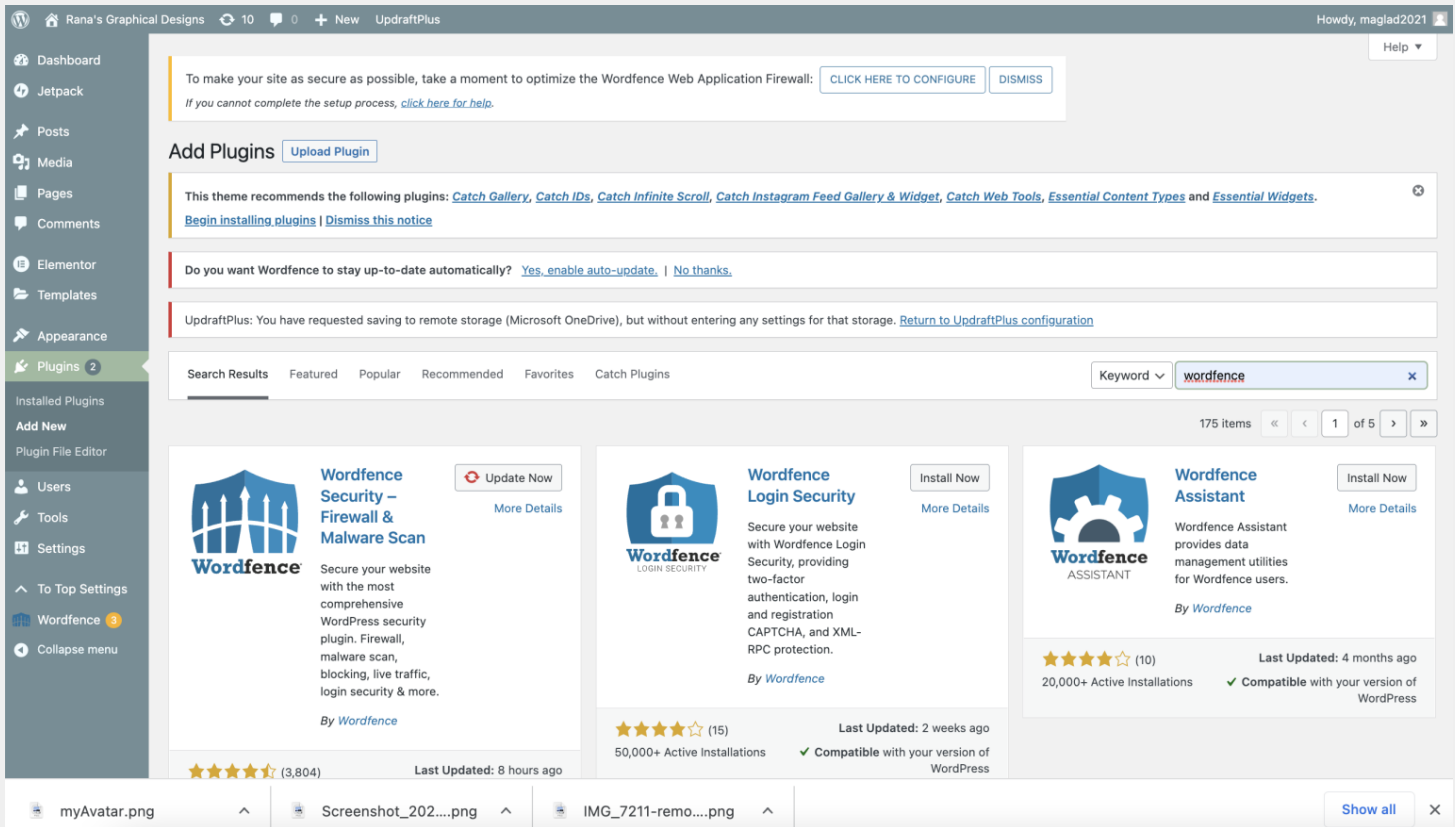 Rana's Graphical Designs 10 0 New UpdraftPlus Howdy, maglad2021
Help
Dashboard
Jetpack
Posts
Media
Pages
Comments
Elementor
Templates
Appearance
Plugins 2
Installed Plugins
Add New
Plugin File Editor
Users
Tools
Settings
To Top Settings
Wordfence 3
Collapse menu
To make your site as secure as possible, take a moment to optimize the Wordfence Web Application Firewall: CLICK HERE TO CONFIGURE DISMISS
If you cannot complete the setup process, click here for help.
Add Plugins Upload Plugin
This theme recommends the following plugins: Catch Gallery, Catch IDs, Catch Infinite Scroll, Catch Instagram Feed Gallery & Widget, Catch Web Tools, Essential Content Types and Essential Widgets.
Begin installing plugins | Dismiss this notice
Do you want Wordfence to stay up-to-date automatically? Yes, enable auto-update. | No thanks.
UpdraftPlus: You have requested saving to remote storage (Microsoft OneDrive), but without entering any settings for that storage. Return to UpdraftPlus configuration
Search Results Featured Popular Recommended Favorites Catch Plugins Keyword wordfence
175 items « ‹ 1 of 5 › »
Wordfence
Wordfence
Security –
Firewall &
Malware Scan
Update Now
More Details
Secure your website
with the most
comprehensive
WordPress security
plugin. Firewall,
malware scan,
blocking, live traffic,
login security & more.
By Wordfence
(3,804) Last Updated: 8 hours ago
Wordfence
LOGIN SECURITY
Wordfence
Login Security
Install Now
More Details
Secure your website
with Wordfence Login
Security, providing
two-factor
authentication, login
and registration
CAPTCHA, and XML-
RPC protection.
By Wordfence
(15) Last Updated: 2 weeks ago
50,000+ Active Installations ✓ Compatible with your version of
WordPress
Wordfence
ASSISTANT
Wordfence
Assistant
Install Now
More Details
Wordfence Assistant
provides data
management utilities
for Wordfence users.
By Wordfence
(10) Last Updated: 4 months ago
20,000+ Active Installations ✓ Compatible with your version of
WordPress
myAvatar.png Screenshot_202....png IMG_7211-remo....png Show all